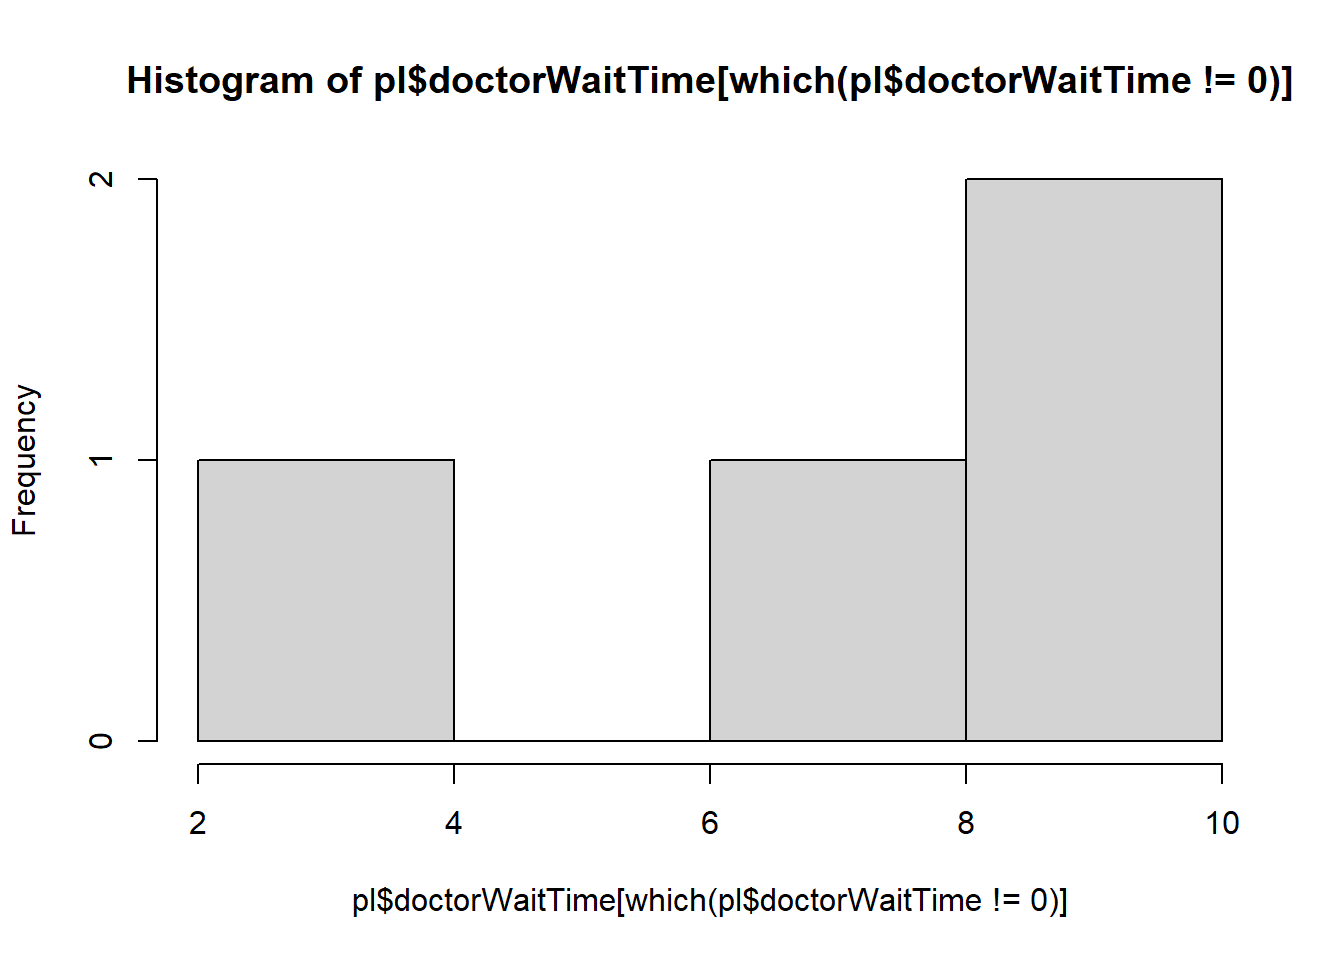 Histogram of pl$doctorWaitTime[which(pl$doctorWaitTime != 0)]
Frequency
2
1
0
2 4 6 8 10
pl$doctorWaitTime[which(pl$doctorWaitTime != 0)]